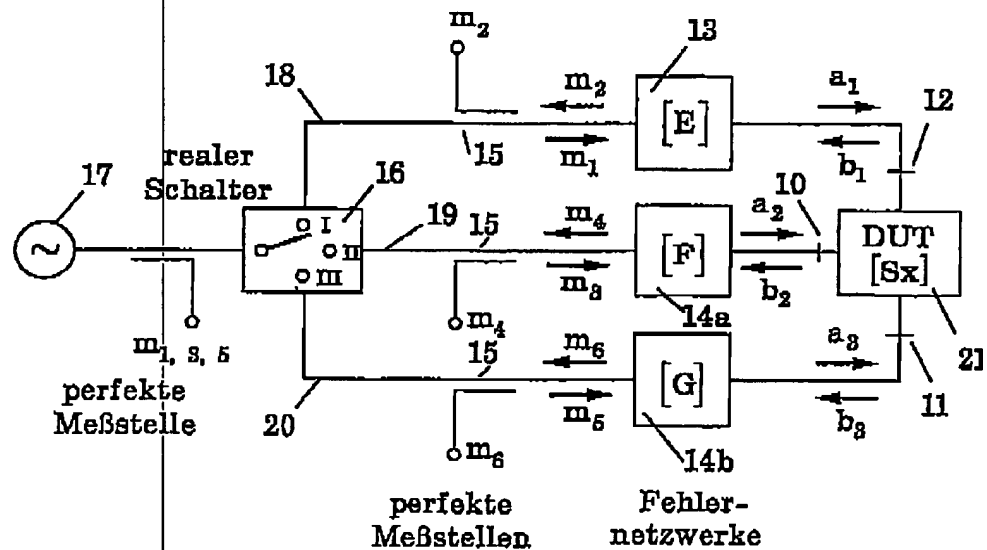 m2
13
18
m2
a1
12
[E]
15
m1
b1
realer
Schalter
17
16
10
I
19
15
m4
a2
DUT
[Sx]
~
II
[F]
III
m3
b2
m4
14a
21
m1, 3, 5
15
m6
a3
perfekte
Meßstelle
[G]
20
m5
b3
11
m6
14b
perfekte
Meßstellen
Fehler-
netzwerke